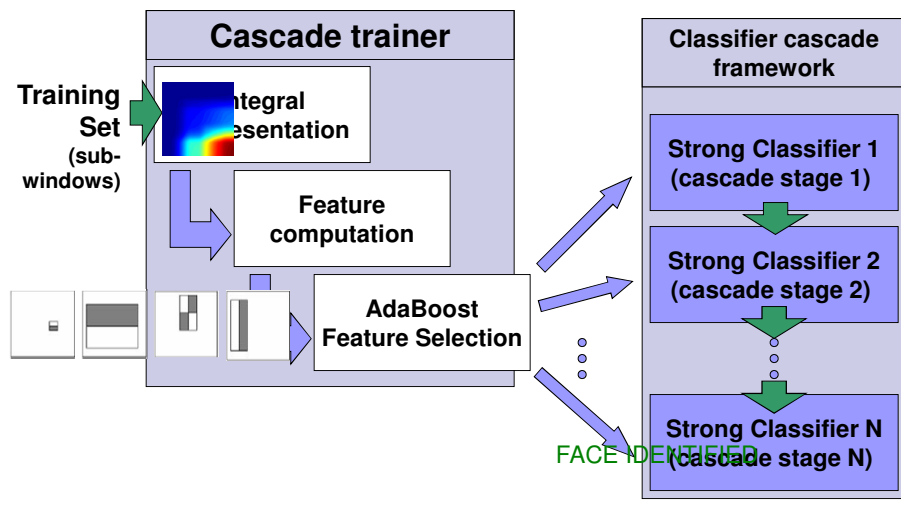 Cascade trainer
Training
Set
(sub-
windows)
ntegral
esentation
Feature
computation
AdaBoost
Feature Selection
Classifier cascade
framework
Strong Classifier 1
(cascade stage 1)
Strong Classifier 2
(cascade stage 2)
Strong Classifier N
(cascade stage N)
FACE IDENTIFIED